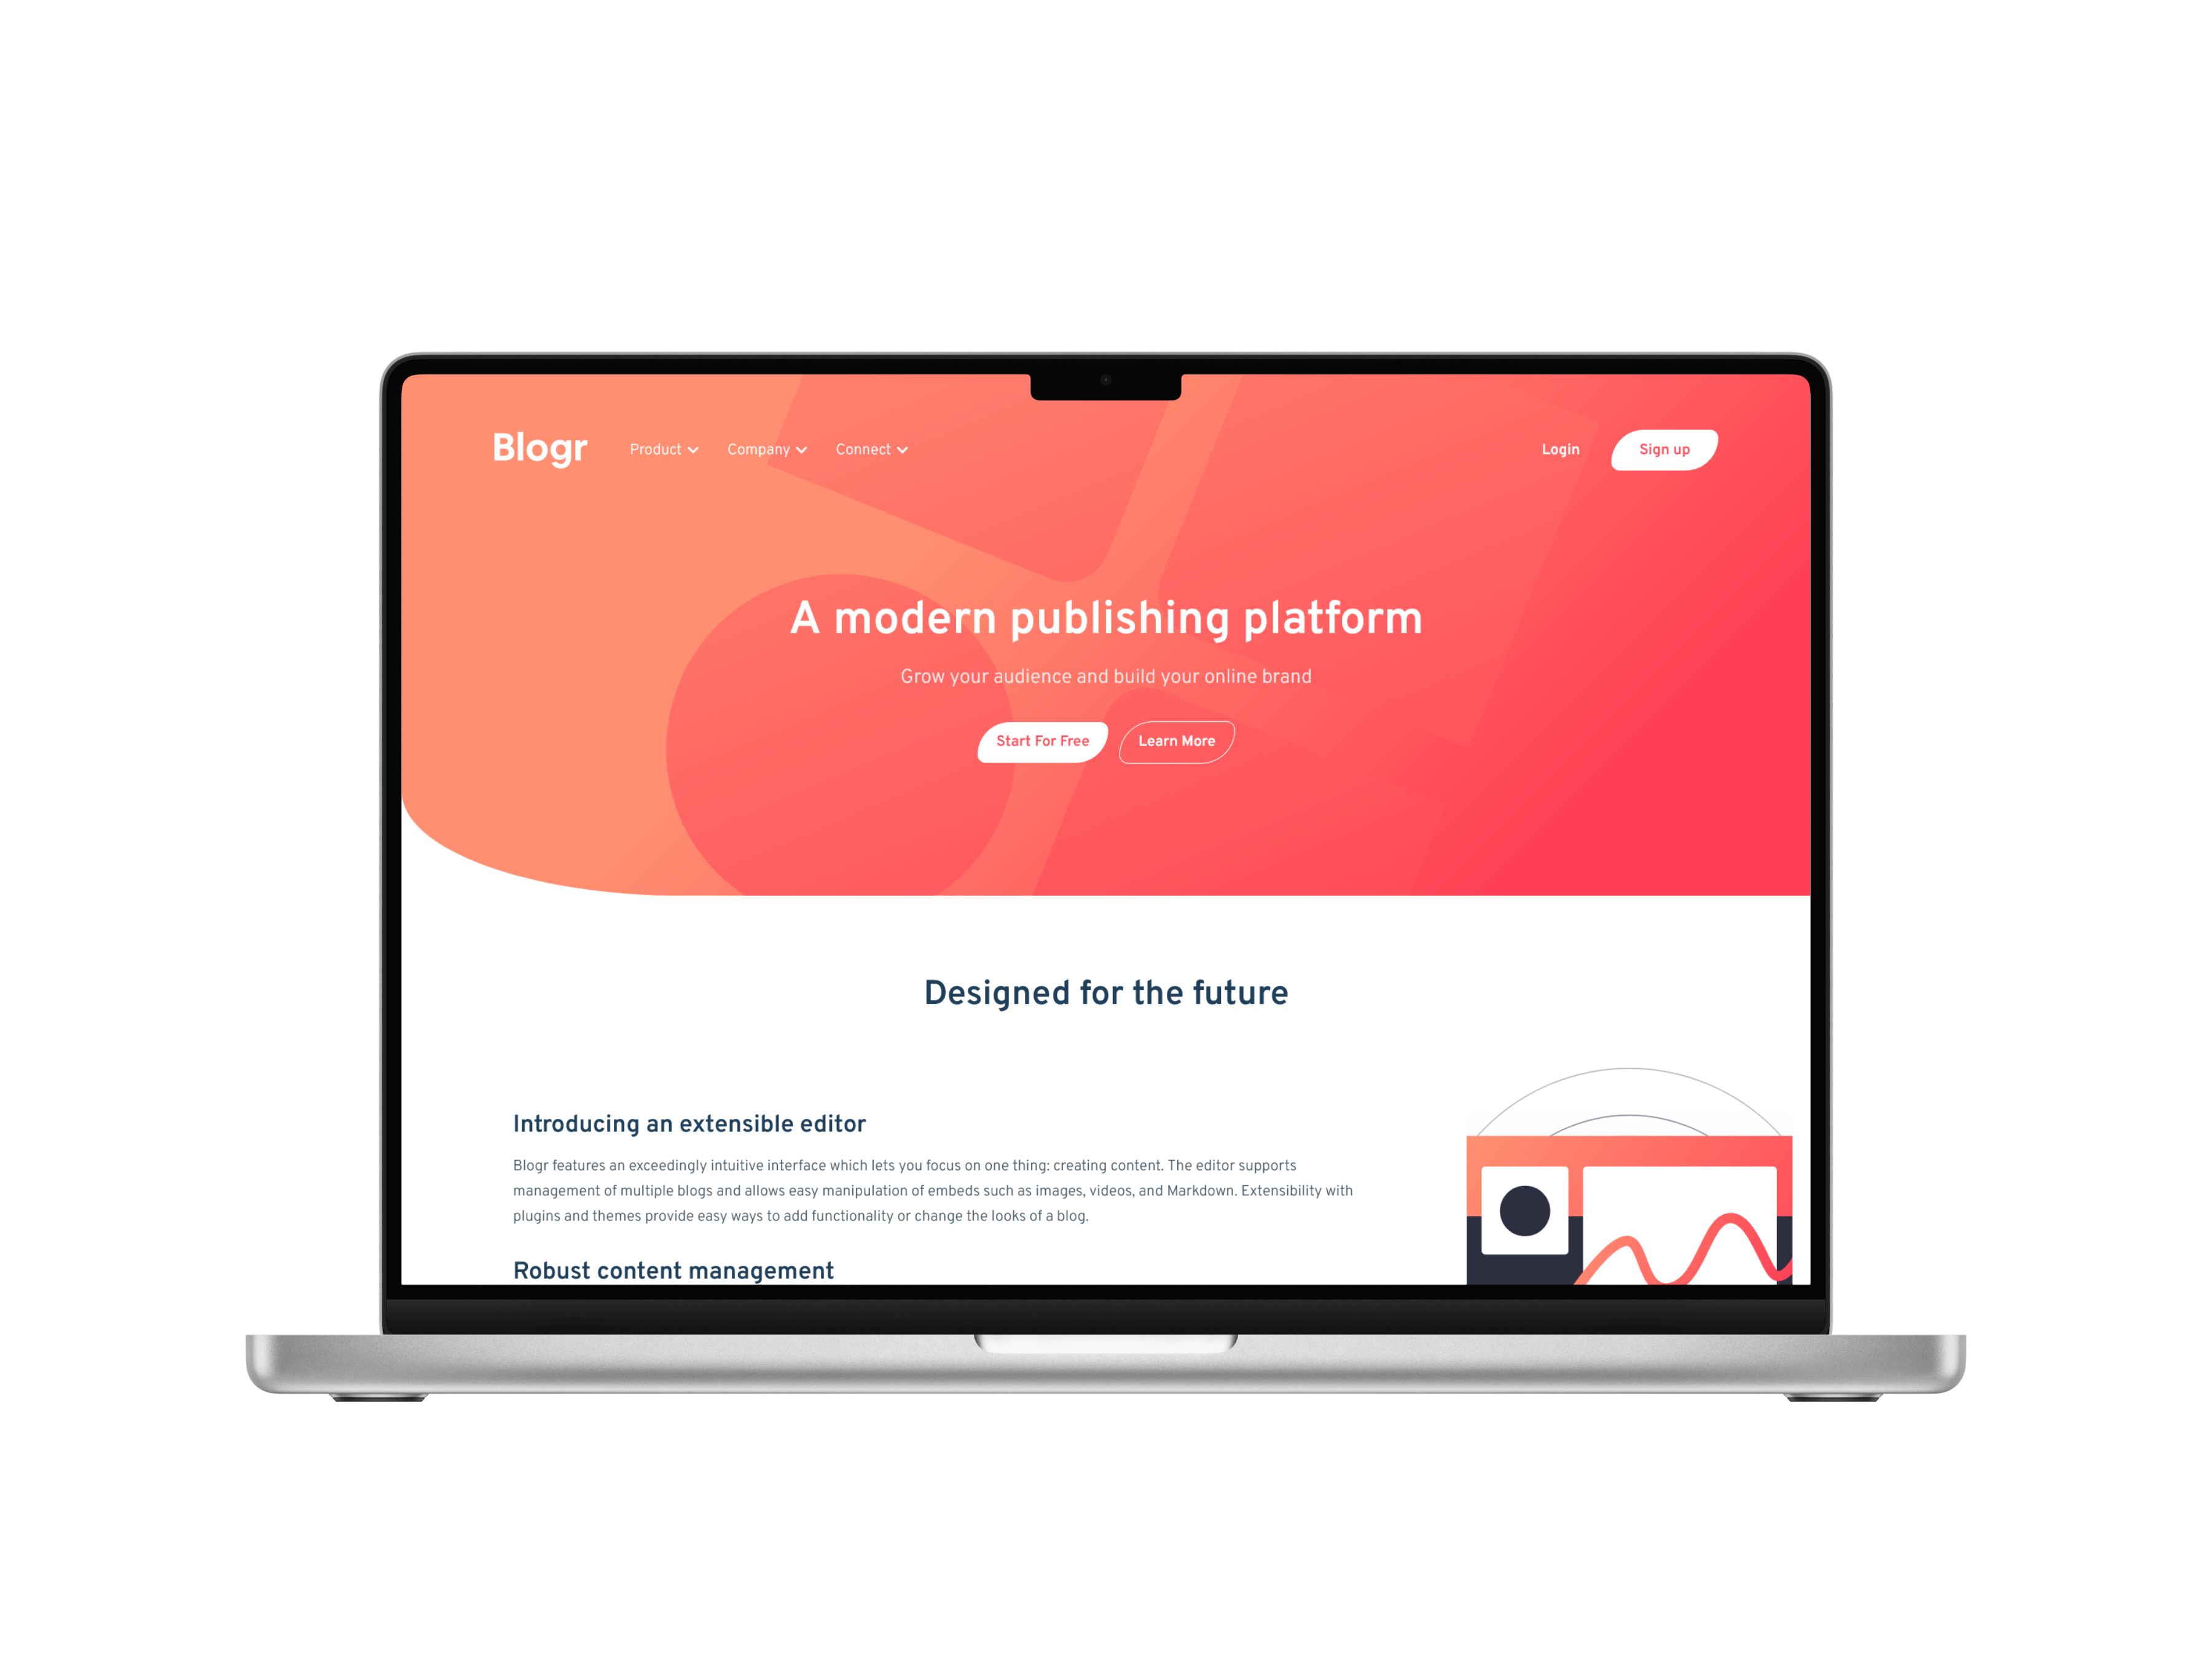 Blogr
Product
Company
Connect
Login
Sign up
A modern publishing platform
Grow your audience and build your online brand
Start For Free
Learn More
Designed for the future
Introducing an extensible editor
Blogr features an exceedingly intuitive interface which lets you focus on one thing: creating content. The editor supports
management of multiple blogs and allows easy manipulation of embeds such as images, videos, and Markdown. Extensibility with
plugins and themes provide easy ways to add functionality or change the looks of a blog.
Robust content management